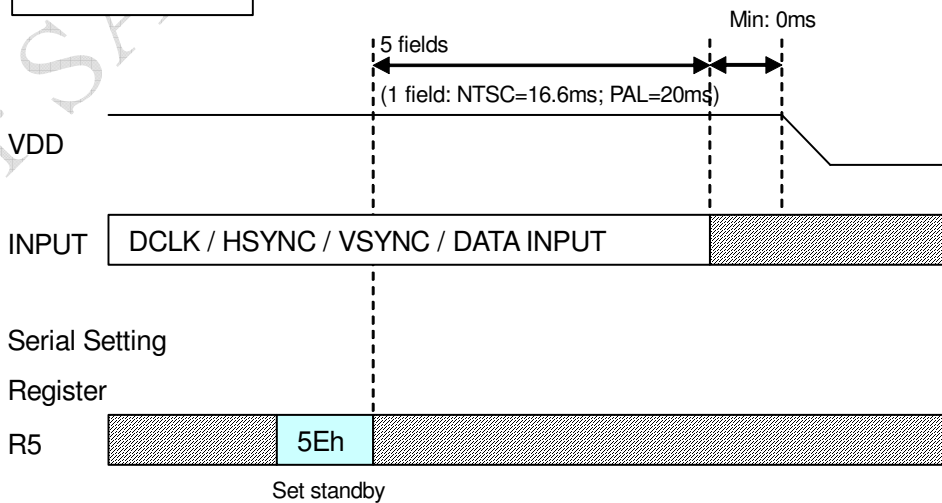 Min: 0ms
5 fields
(1 field: NTSC=16.6ms; PAL=20ms)
VDD
INPUT DCLK / HSYNC / VSYNC / DATA INPUT
Serial Setting
Register
R5 5Eh
Set standby